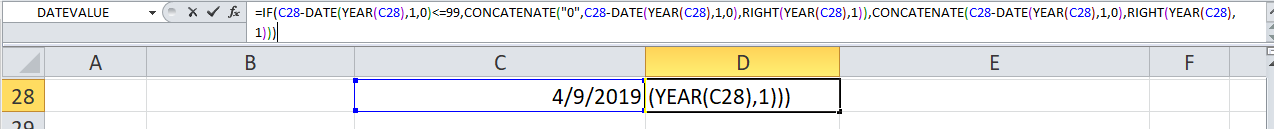 DATEVALUE =IF(C28-DATE(YEAR(C28),1,0)<=99,CONCATENATE("0",C28-DATE(YEAR(C28),1,0),RIGHT(YEAR(C28),1)),CONCATENATE(C28-DATE(YEAR(C28),1,0),RIGHT(YEAR(C28),
1)))
A B C D E F
28 4/9/2019 (YEAR(C28),1)))
29